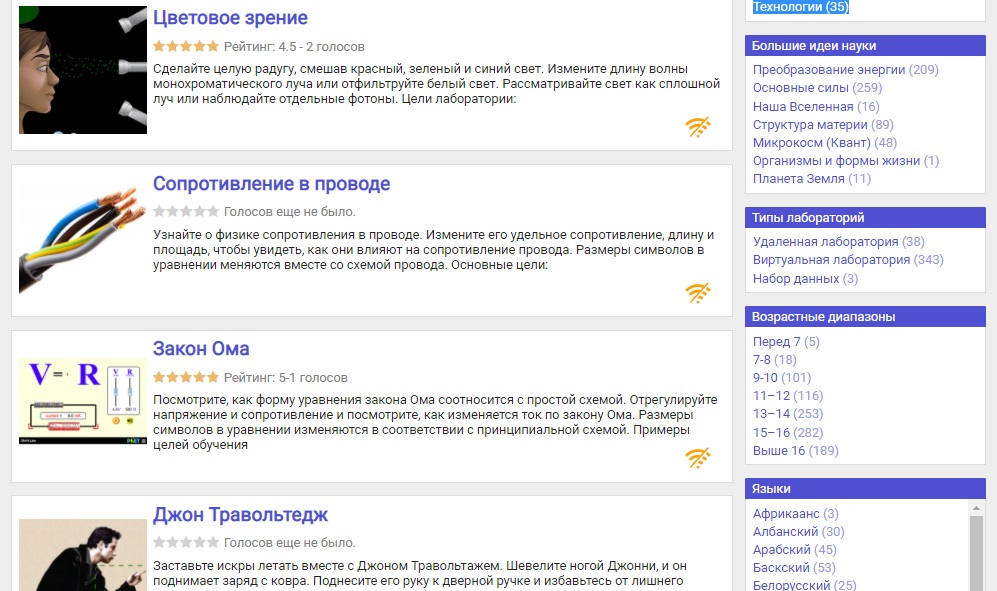 Цветовое зрение
Рейтинг: 4.5 - 2 голосов
Сделайте целую радугу, смешав красный, зеленый и синий свет. Измените длину волны
монохроматического луча или отфильтруйте белый свет. Рассматривайте свет как сплошной
луч или наблюдайте отдельные фотоны. Цели лаборатории:
Сопротивление в проводе
Голосов еще не было.
Узнайте о физике сопротивления в проводе. Измените его удельное сопротивление, длину и
площадь, чтобы увидеть, как они влияют на сопротивление провода. Размеры символов в
уравнении меняются вместе со схемой провода. Основные цели:
V = I R
Закон Ома
Рейтинг: 5-1 голосов
Посмотрите, как форму уравнения закона Ома соотносится с простой схемой. Отрегулируйте
напряжение и сопротивление и посмотрите, как изменяется ток по закону Ома. Размеры
символов в уравнении изменяются в соответствии с принципиальной схемой. Примеры
целей обучения
Джон Травольтедж
Голосов еще не было.
Заставьте искры летать вместе с Джоном Травольтажем. Шевелите ногой Джонни, и он
поднимает заряд с ковра. Поднесите его руку к дверной ручке и избавьтесь от лишнего
Технологии (35)
Большие идеи науки
Преобразование энергии (209)
Основные силы (259)
Наша Вселенная (16)
Структура материи (89)
Микрокосм (Квант) (48)
Организмы и формы жизни (1)
Планета Земля (11)
Типы лабораторий
Удаленная лаборатория (38)
Виртуальная лаборатория (343)
Набор данных (3)
Возрастные диапазоны
Перед 7 (5)
7-8 (18)
9-10 (101)
11–12 (116)
13–14 (253)
15–16 (282)
Выше 16 (189)
Языки
Африкаанс (3)
Албанский (30)
Арабский (45)
Баскский (53)
Белорусский (25)